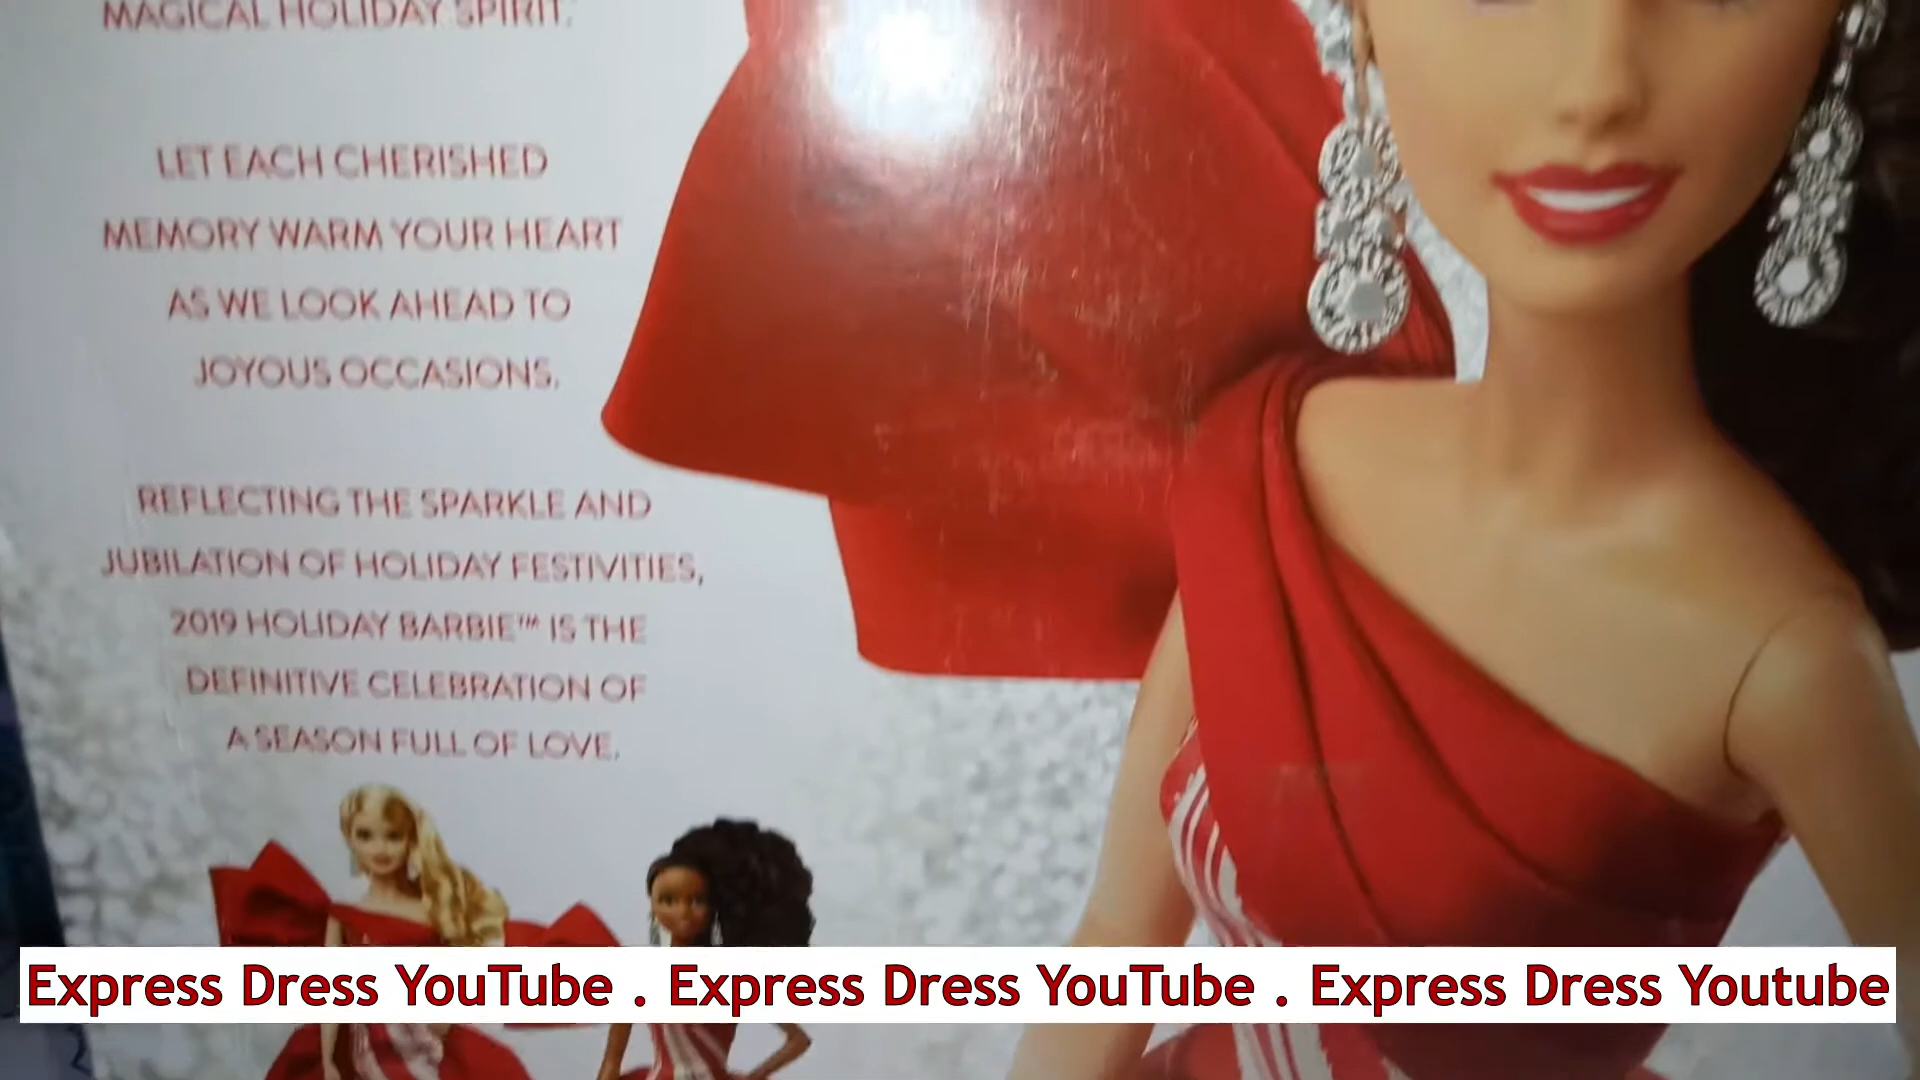 MAGICAL HOLIDAY SPIRIT.
LET EACH CHERISHED
MEMORY WARM YOUR HEART
AS WE LOOK AHEAD TO
JOYOUS OCCASIONS.
REFLECTING THE SPARKLE AND
JUBILATION OF HOLIDAY FESTIVITIES,
2019 HOLIDAY BARBIE™ IS THE
DEFINITIVE CELEBRATION OF
A SEASON FULL OF LOVE.
Express Dress YouTube . Express Dress YouTube . Express Dress Youtube